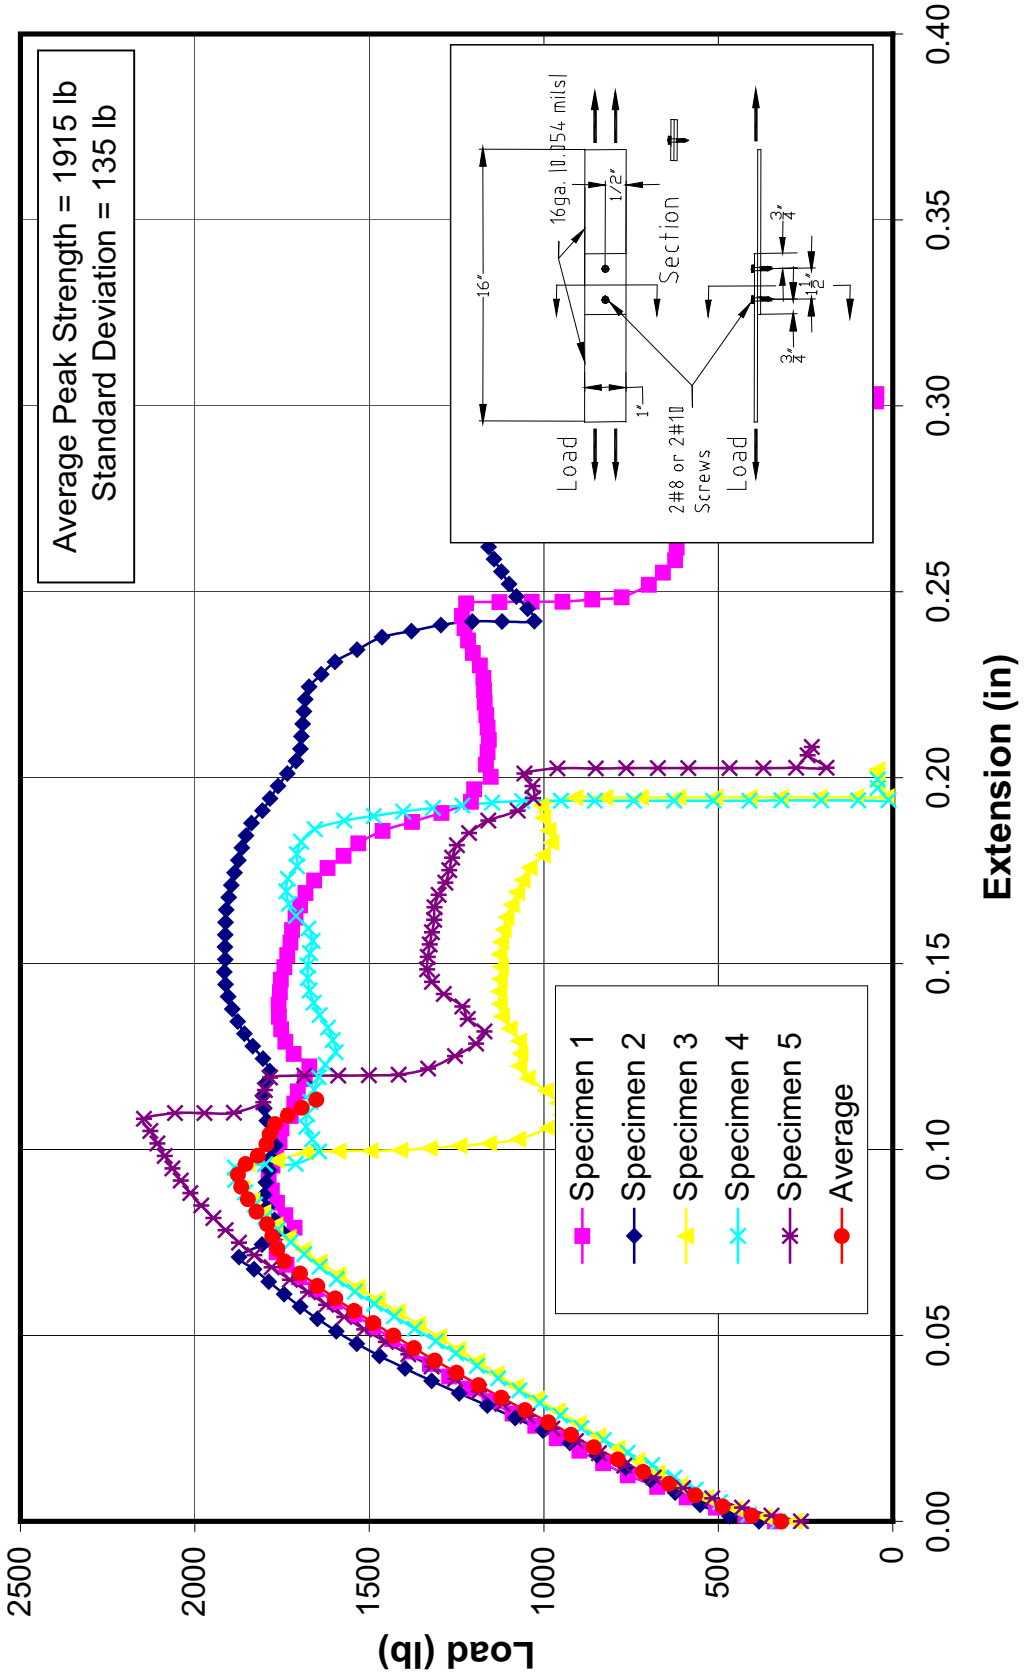 Average Peak Strength = 1915 lb
Standard Deviation = 135 lb
2500
2000
1500
1000
500
0
Load (lb)
0.00
0.05
0.10
0.15
0.20
0.25
0.30
0.35
0.40
Extension (in)
Specimen 1
Specimen 2
Specimen 3
Specimen 4
Specimen 5
Average
Load
16"
16ga. (0.054 mils)
1"
1/2"
Section
2#8 or 2#10
Screws
Load
3/4"
1 1/2"
3/4"